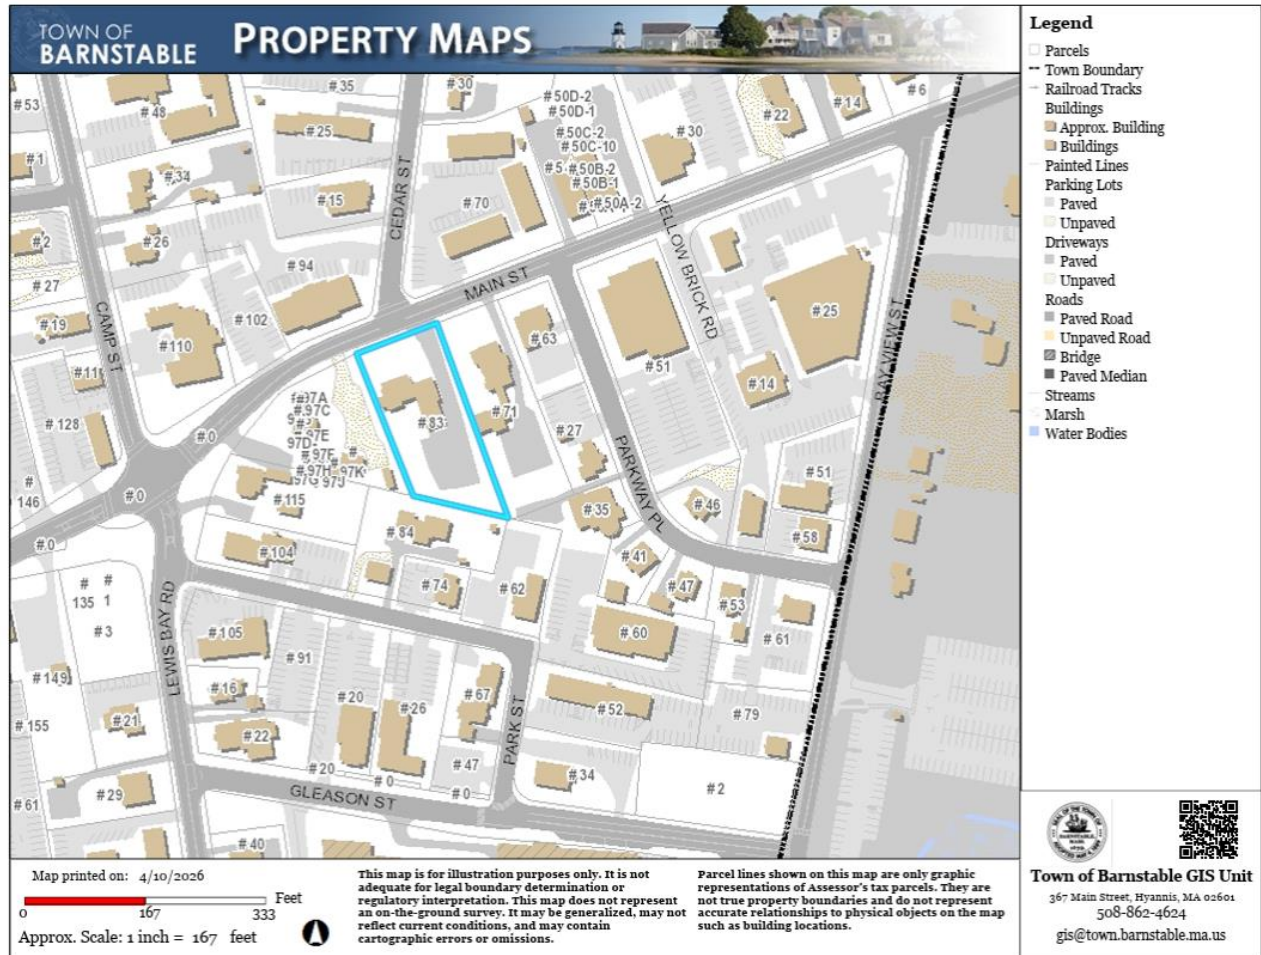 TOWN OF
BARNSTABLE
PROPERTY MAPS
Legend
Parcels
Town Boundary
Railroad Tracks
Buildings
Approx. Building
Buildings
Painted Lines
Parking Lots
Paved
Unpaved
Driveways
Paved
Unpaved
Roads
Paved Road
Unpaved Road
Bridge
Paved Median
Streams
Marsh
Water Bodies
# 53
# 48
# 35
# 30
# 50D-2
# 50D-1
# 50C-2
# 50C-10
# 50B-2
# 50B-1
# 50A-2
# 30
# 22
# 14
# 6
# 1
# 25
# 34
# 15
# 70
CEDAR ST
YELLOW BRICK RD
# 2
# 26
# 94
# 27
MAIN ST
# 19
CAMP ST
# 102
# 110
# 63
# 51
# 25
BAY VIEW ST
# 11
# 14
# 97A
# 97C
# 97E
# 97F
# 97H
# 97K
# 97J
# 83
# 71
# 27
# 128
# 0
PARKWAY PL
# 51
# 146
# 0
# 115
# 35
# 46
# 0
# 84
# 58
# 104
# 41
# 74
# 62
# 47
# 135
# 1
# 3
# 53
LEWIS BAY RD
# 105
# 60
# 61
# 91
# 149
# 16
# 20
# 26
# 67
# 52
# 79
# 155
# 21
# 22
PARK ST
# 20
# 0
# 47
# 34
# 2
# 61
# 29
GLEASON ST
# 0
# 40
Map printed on: 4/10/2026
Feet
0 167 333
Approx. Scale: 1 inch = 167 feet
This map is for illustration purposes only. It is not
adequate for legal boundary determination or
regulatory interpretation. This map does not represent
an on-the-ground survey. It may be generalized, may not
reflect current conditions, and may contain
cartographic errors or omissions.
Parcel lines shown on this map are only graphic
representations of Assessor's tax parcels. They are
not true property boundaries and do not represent
accurate relationships to physical objects on the map
such as building locations.
Town of Barnstable GIS Unit
367 Main Street, Hyannis, MA 02601
508-862-4624
gis@town.barnstable.ma.us